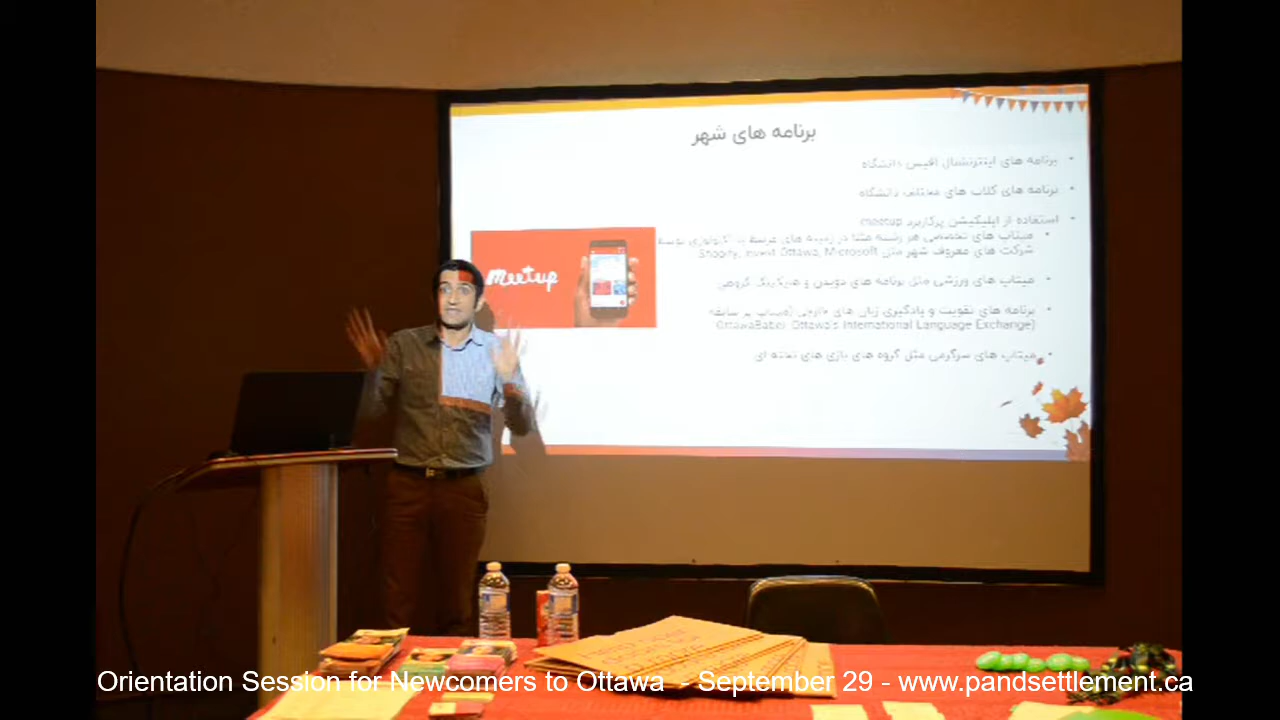 برنامه های شهر
برنامه های اینترنشنال آفیس دانشگاه
برنامه های کلاب های مختلف دانشگاه
استفاده از اپلیکیشن پرکاربرد meetup
میتاپ های تخصصی هر رشته مثلا در زمینه های مرتبط با تکنولوژی توسط
شرکت های معروف شهر مثل Shopify, Invest Ottawa, Microsoft
میتاپ های ورزشی مثل برنامه های دویدن و هایکینگ گروهی
برنامه های تقویت و یادگیری زبان های خارجی (میتاپ پر سابقه
OttawaBabel: Ottawa's International Language Exchange)
میتاپ های سرگرمی مثل گروه های بازی های تخته ای
meetup
Orientation Session for Newcomers to Ottawa - September 29 - www.pandsettlement.ca